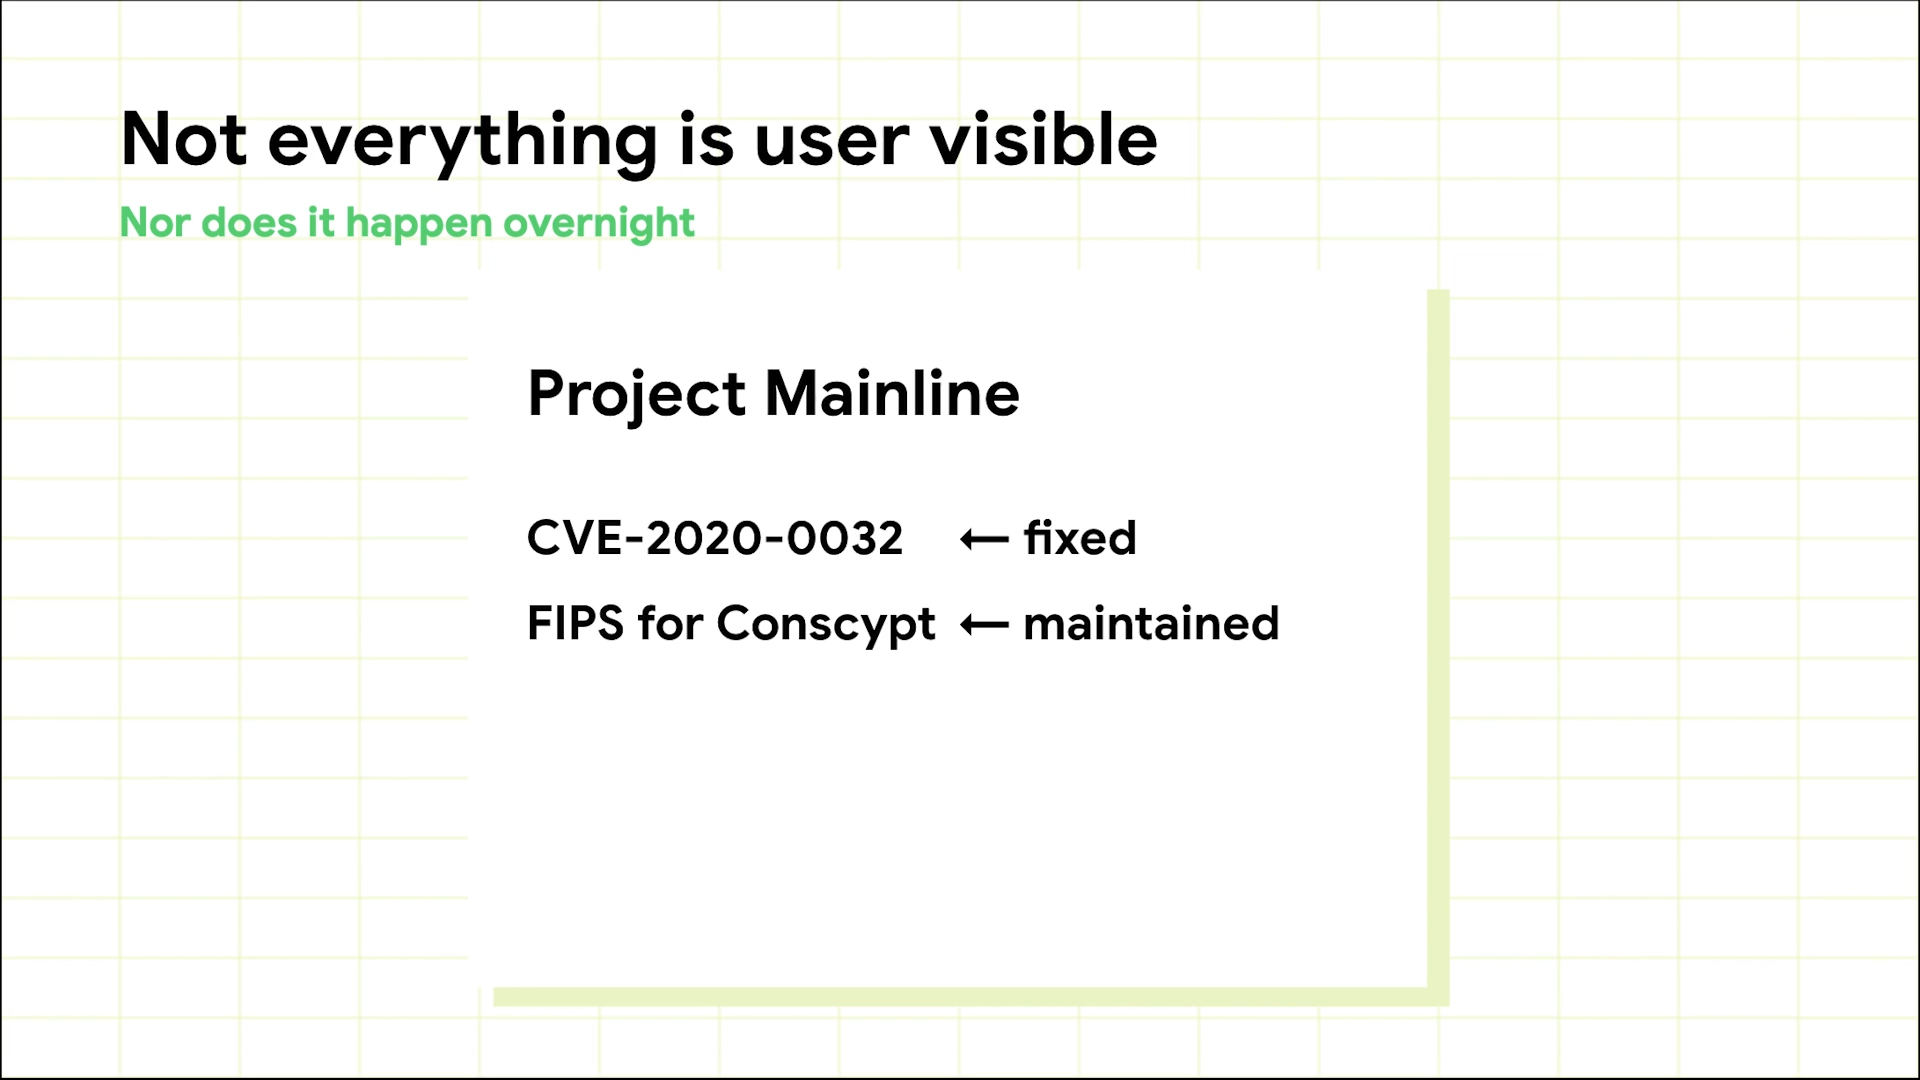 Not everything is user visible
Nor does it happen overnight
Project Mainline
CVE-2020-0032 ← fixed
FIPS for Conscypt ← maintained